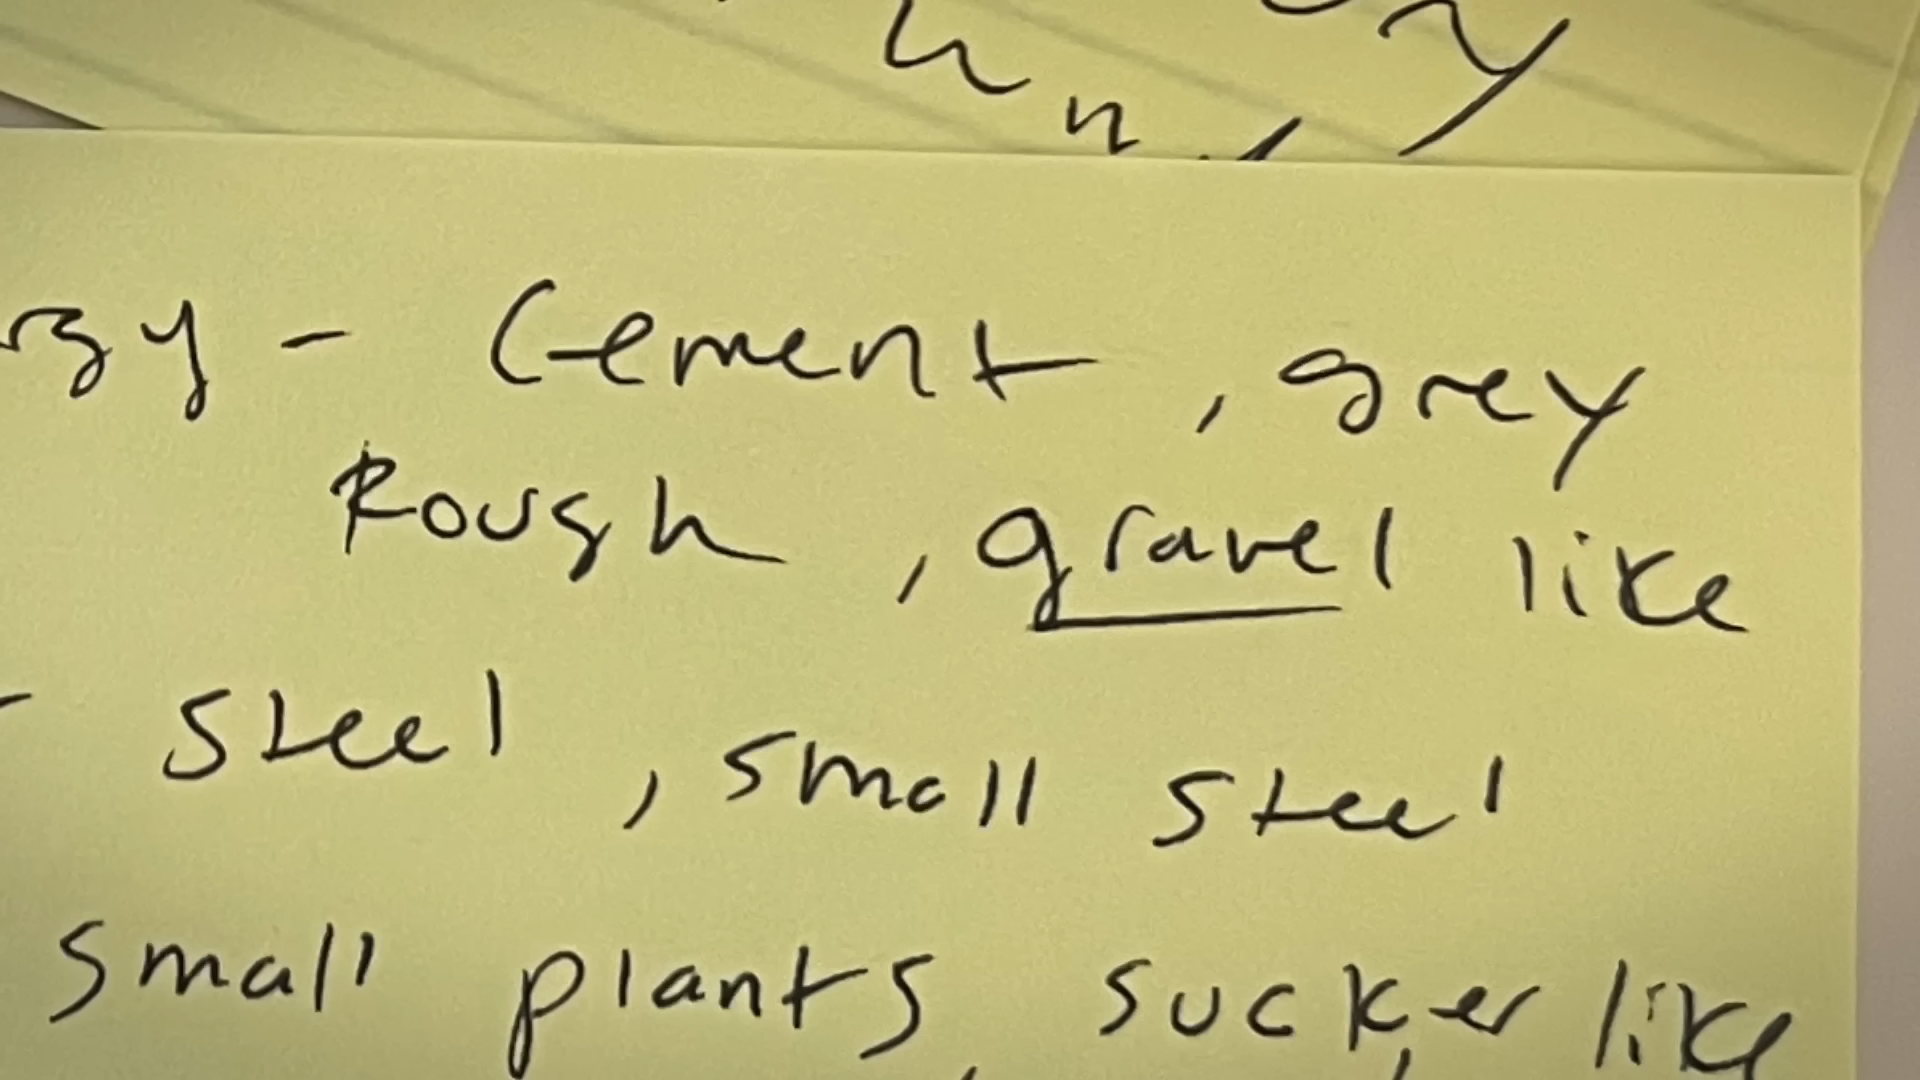 - Cement, grey
Rough, gravel like
- Steel, small steel
small plants, sucker like